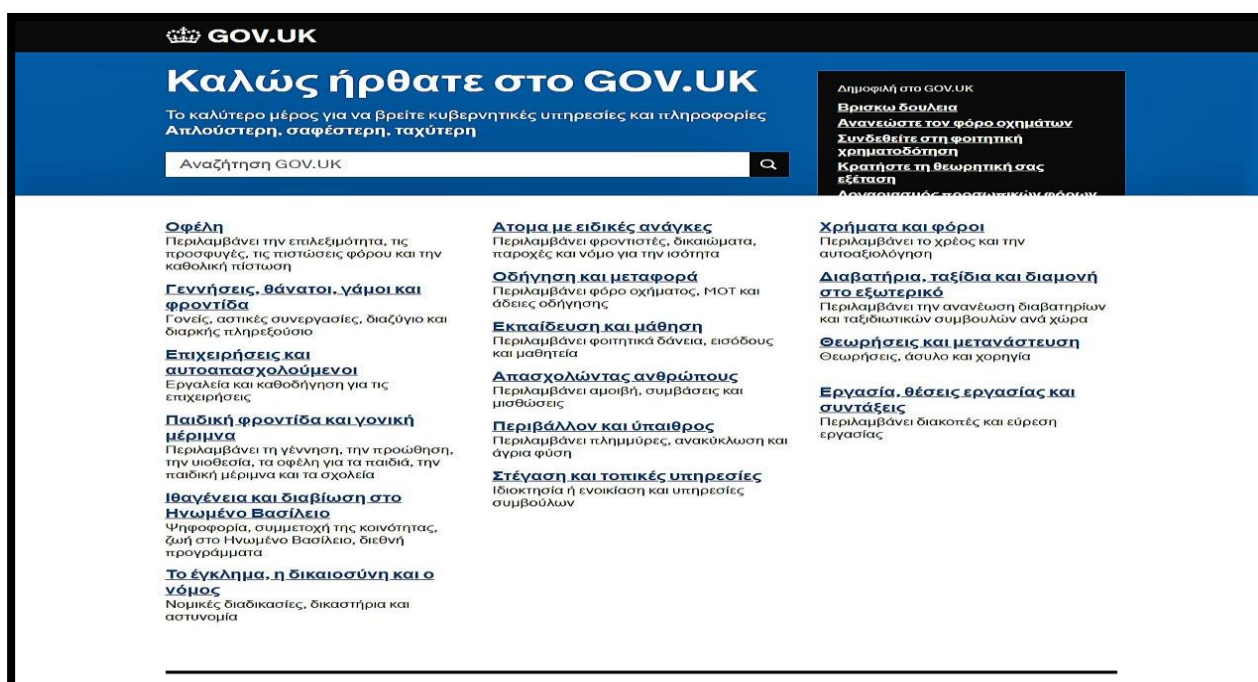 GOV.UK
Καλώς ήρθατε στο GOV.UK
Το καλύτερο μέρος για να βρείτε κυβερνητικές υπηρεσίες και πληροφορίες
Απλούστερη, σαφέστερη, ταχύτερη
Αναζήτηση GOV.UK
Δημοφιλή στο GOV.UK
Βρισκω δουλεια
Ανανεώστε τον φόρο οχημάτων
Συνδεθείτε στη φοιτητική
χρηματοδότηση
Κρατήστε τη θεωρητική σας
εξέταση
Λογαριασμός προσωπικών φόρων
Οφέλη
Περιλαμβάνει την επιλεξιμότητα, τις
προσφυγές, τις πιστώσεις φόρου και την
καθολική πίστωση
Γεννήσεις, θάνατοι, γάμοι και
φροντίδα
Γονείς, αστικές συνεργασίες, διαζύγιο και
διαρκής πληρεξούσιο
Επιχειρήσεις και
αυτοαπασχολούμενοι
Εργαλεία και καθοδήγηση για τις
επιχειρήσεις
Παιδική φροντίδα και γονική
μέριμνα
Περιλαμβάνει τη γέννηση, την προώθηση,
την υιοθεσία, τα οφέλη για τα παιδιά, την
παιδική μέριμνα και τα σχολεία
Ιθαγένεια και διαβίωση στο
Ηνωμένο Βασίλειο
Ψηφοφορία, συμμετοχή της κοινότητας,
ζωή στο Ηνωμένο Βασίλειο, διεθνή
προγράμματα
Το έγκλημα, η δικαιοσύνη και ο
νόμος
Νομικές διαδικασίες, δικαστήρια και
αστυνομία
Ατομα με ειδικές ανάγκες
Περιλαμβάνει φροντιστές, δικαιώματα,
παροχές και νόμο για την ισότητα
Οδήγηση και μεταφορά
Περιλαμβάνει φόρο οχήματος, ΜΟΤ και
άδειες οδήγησης
Εκπαίδευση και μάθηση
Περιλαμβάνει φοιτητικά δάνεια, εισόδους
και μαθητεία
Απασχολώντας ανθρώπους
Περιλαμβάνει αμοιβή, συμβάσεις και
μισθώσεις
Περιβάλλον και ύπαιθρος
Περιλαμβάνει πλημμύρες, ανακύκλωση και
άγρια φύση
Στέγαση και τοπικές υπηρεσίες
Ιδιοκτησία ή ενοικίαση και υπηρεσίες
συμβούλων
Χρήματα και φόροι
Περιλαμβάνει το χρέος και την
αυτοαξιολόγηση
Διαβατήρια, ταξίδια και διαμονή
στο εξωτερικό
Περιλαμβάνει την ανανέωση διαβατηρίων
και ταξιδιωτικών συμβουλών ανά χώρα
Θεωρήσεις και μετανάστευση
Θεωρήσεις, άσυλο και χορηγία
Εργασία, θέσεις εργασίας και
συντάξεις
Περιλαμβάνει διακοπές και εύρεση
εργασίας